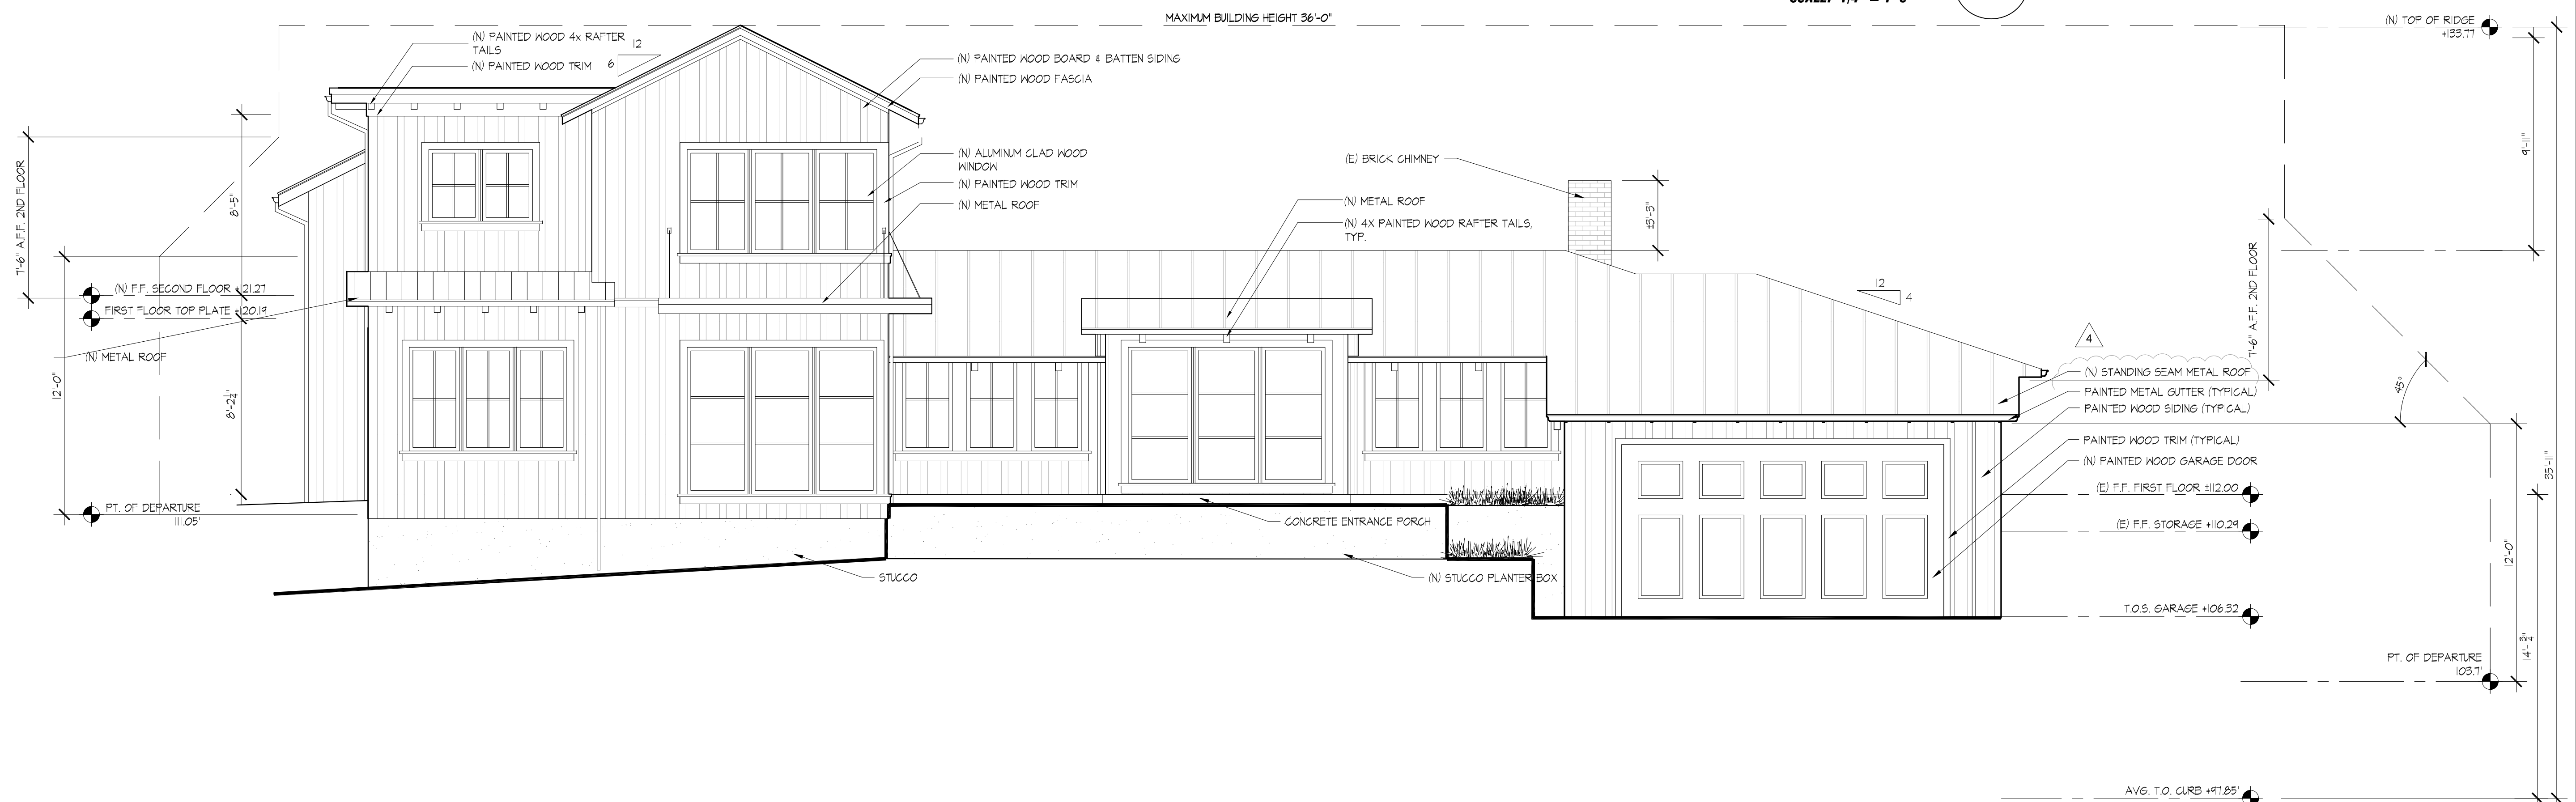 MAXIMUM BUILDING HEIGHT 36'-0"
(N) TOP OF RIDGE
+133.77
(N) PAINTED WOOD 4x RAFTER
TAILS
(N) PAINTED WOOD TRIM
12
6
(N) PAINTED WOOD BOARD & BATTEN SIDING
(N) PAINTED WOOD FASCIA
(N) ALUMINUM CLAD WOOD
WINDOW
(N) PAINTED WOOD TRIM
(N) METAL ROOF
(E) BRICK CHIMNEY
(N) METAL ROOF
(N) 4X PAINTED WOOD RAFTER TAILS,
TYP.
±3'-3"
9'-11"
7'-6" A.F.F. 2ND FLOOR
8'-5"
(N) F.F. SECOND FLOOR +121.27
FIRST FLOOR TOP PLATE +120.19
(N) METAL ROOF
12'-0"
8'-2 1/4"
PT. OF DEPARTURE
111.05'
12
4
7'-6" A.F.F. 2ND FLOOR
4
45°
(N) STANDING SEAM METAL ROOF
PAINTED METAL GUTTER (TYPICAL)
PAINTED WOOD SIDING (TYPICAL)
PAINTED WOOD TRIM (TYPICAL)
(N) PAINTED WOOD GARAGE DOOR
(E) F.F. FIRST FLOOR ±112.00
(E) F.F. STORAGE +110.29
35'-11"
12'-0"
CONCRETE ENTRANCE PORCH
STUCCO
(N) STUCCO PLANTER BOX
T.O.S. GARAGE +106.32
14'-1 3/4"
PT. OF DEPARTURE
103.7'
AVG. T.O. CURB +97.85'